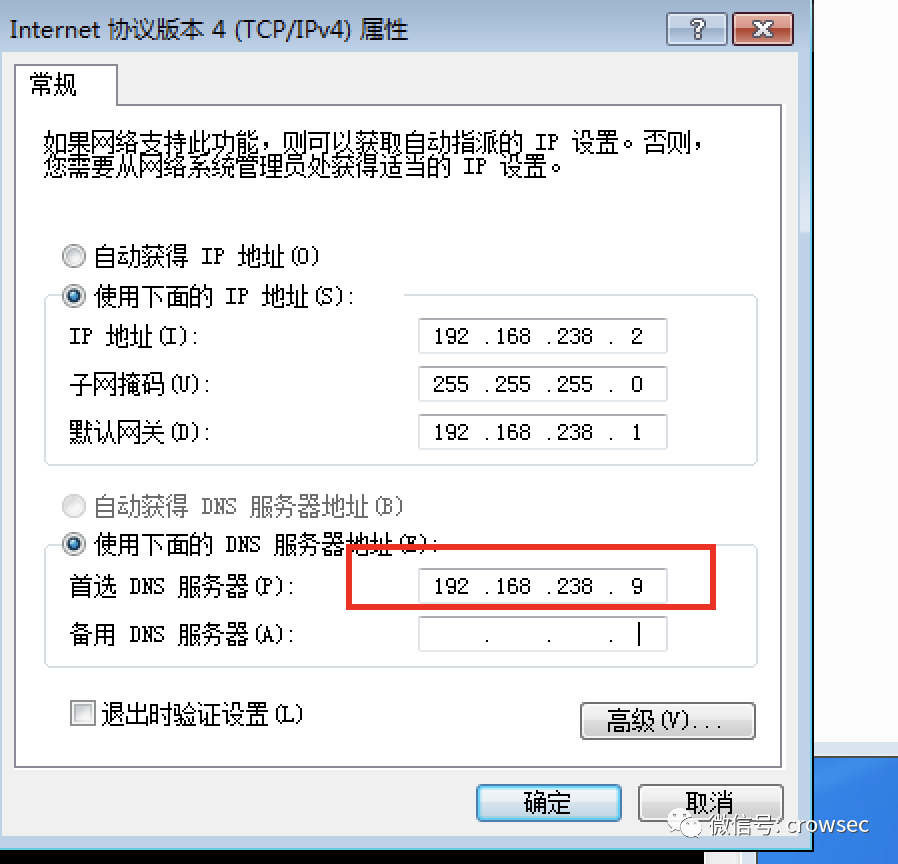 Internet 协议版本 4 (TCP/IPv4) 属性
常规
如果网络支持此功能，则可以获取自动指派的 IP 设置。否则，
您需要从网络系统管理员处获得适当的 IP 设置。
自动获得 IP 地址(O)
使用下面的 IP 地址(S):
IP 地址(I): 192 .168 .238 . 2
子网掩码(U): 255 .255 .255 . 0
默认网关(D): 192 .168 .238 . 1
自动获得 DNS 服务器地址(B)
使用下面的 DNS 服务器地址(E):
首选 DNS 服务器(P): 192 .168 .238 . 9
备用 DNS 服务器(A): . . .
退出时验证设置(L)
高级(V)...
确定 取消
微信号: crowsec